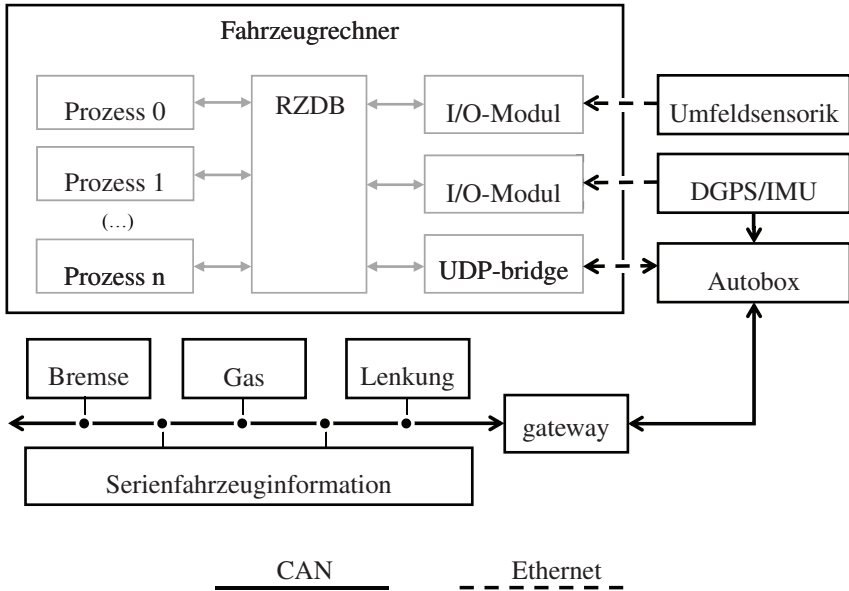 Fahrzeugrechner
Prozess 0
RZDB
I/O-Modul
Umfeldsensorik
Prozess 1
I/O-Modul
DGPS/IMU
(...)
Prozess n
UDP-bridge
Autobox
Bremse
Gas
Lenkung
gateway
Serienfahrzeuginformation
CAN
Ethernet